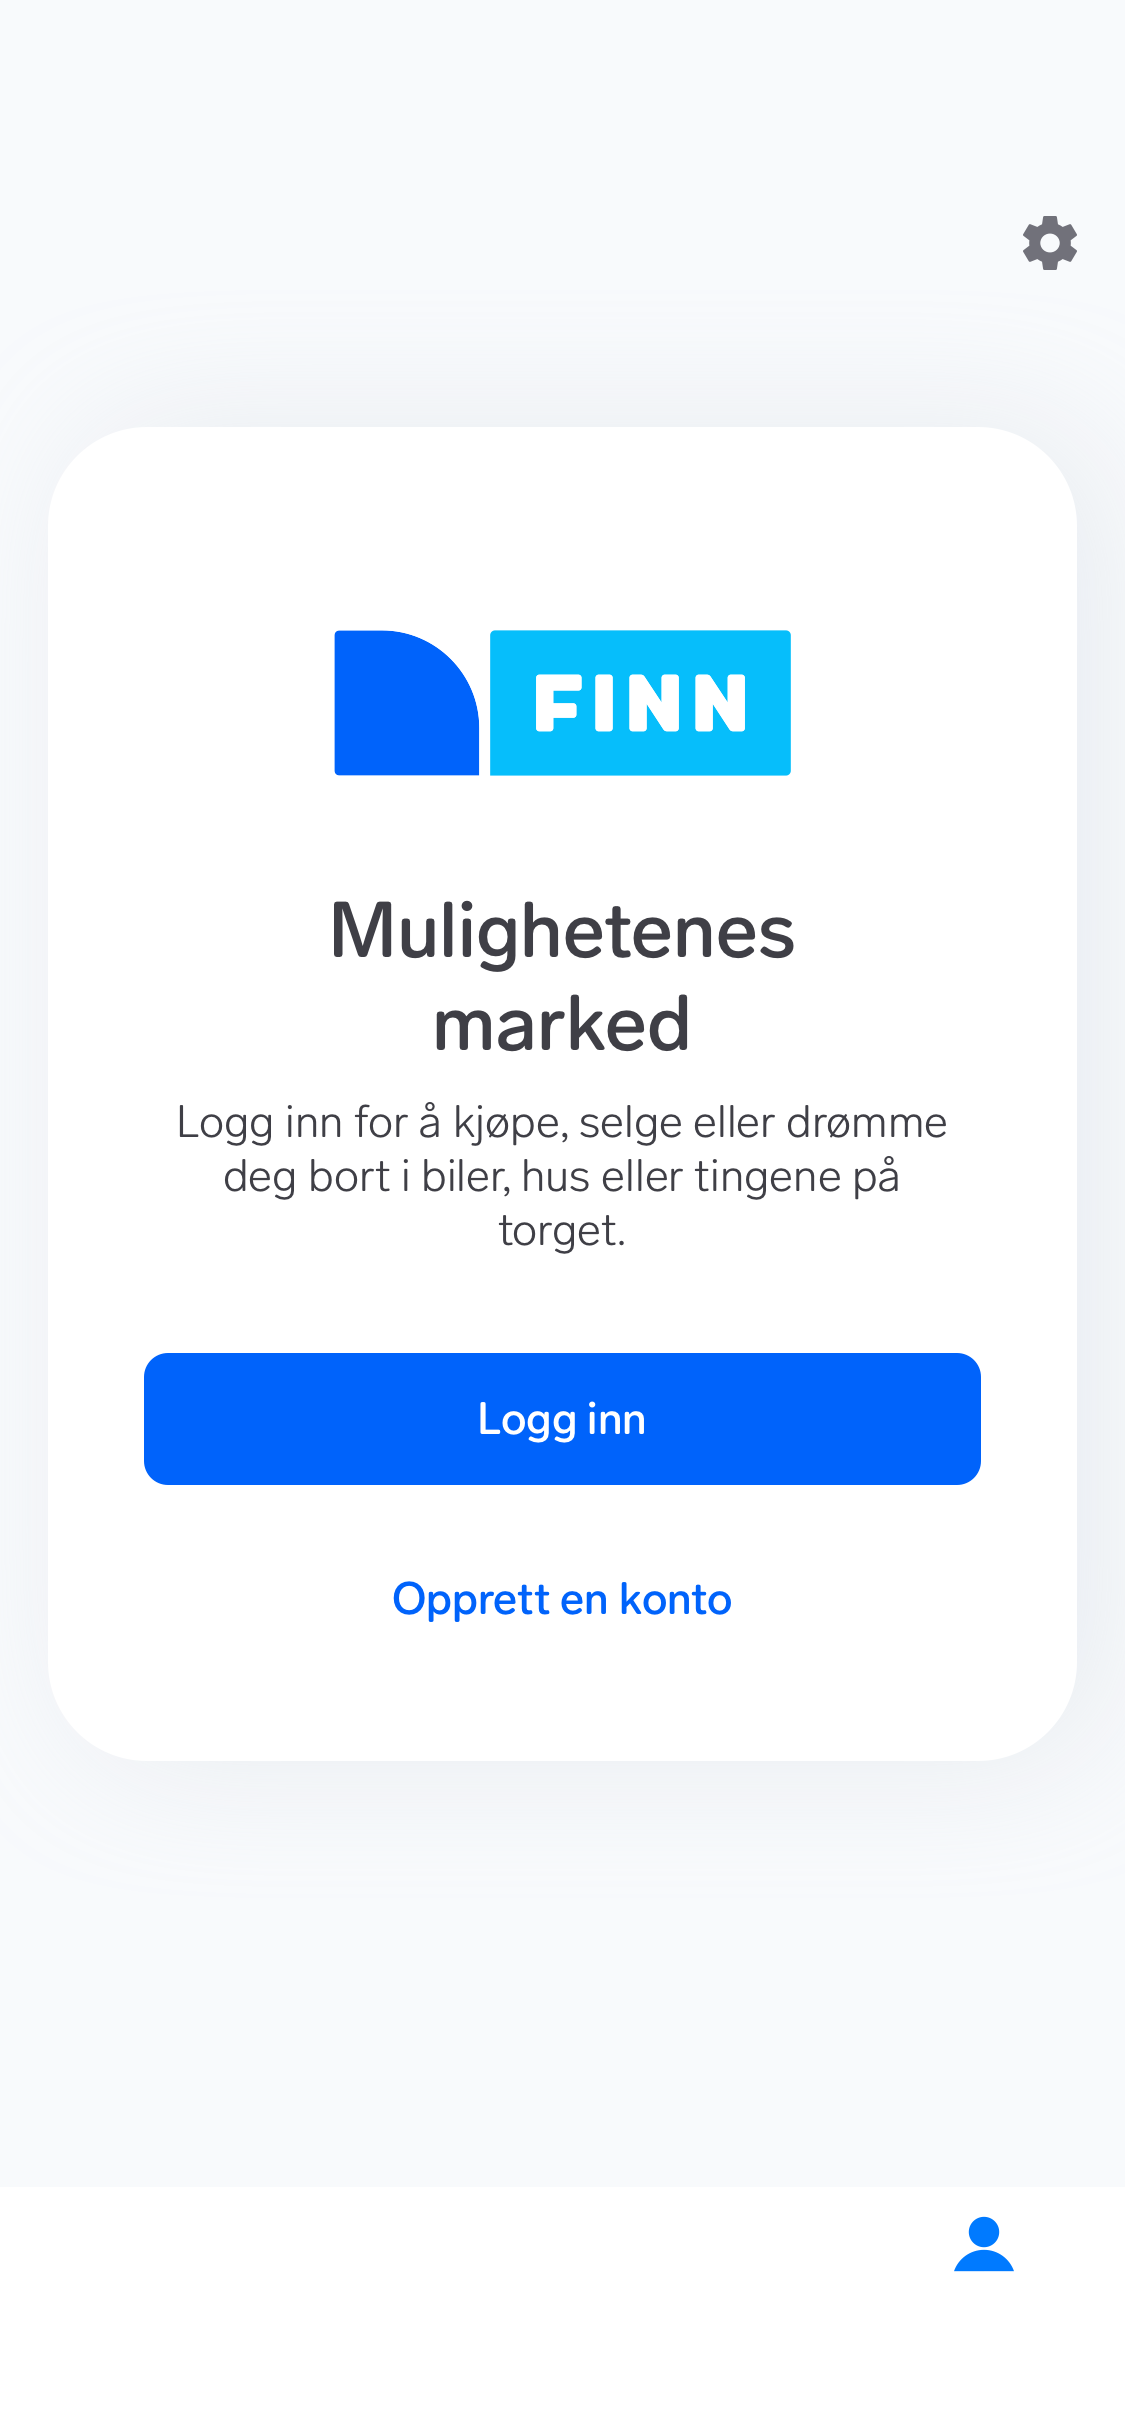 FINN
Mulighetenes
marked
Logg inn for å kjøpe, selge eller drømme
deg bort i biler, hus eller tingene på
torget.
Logg inn
Opprett en konto